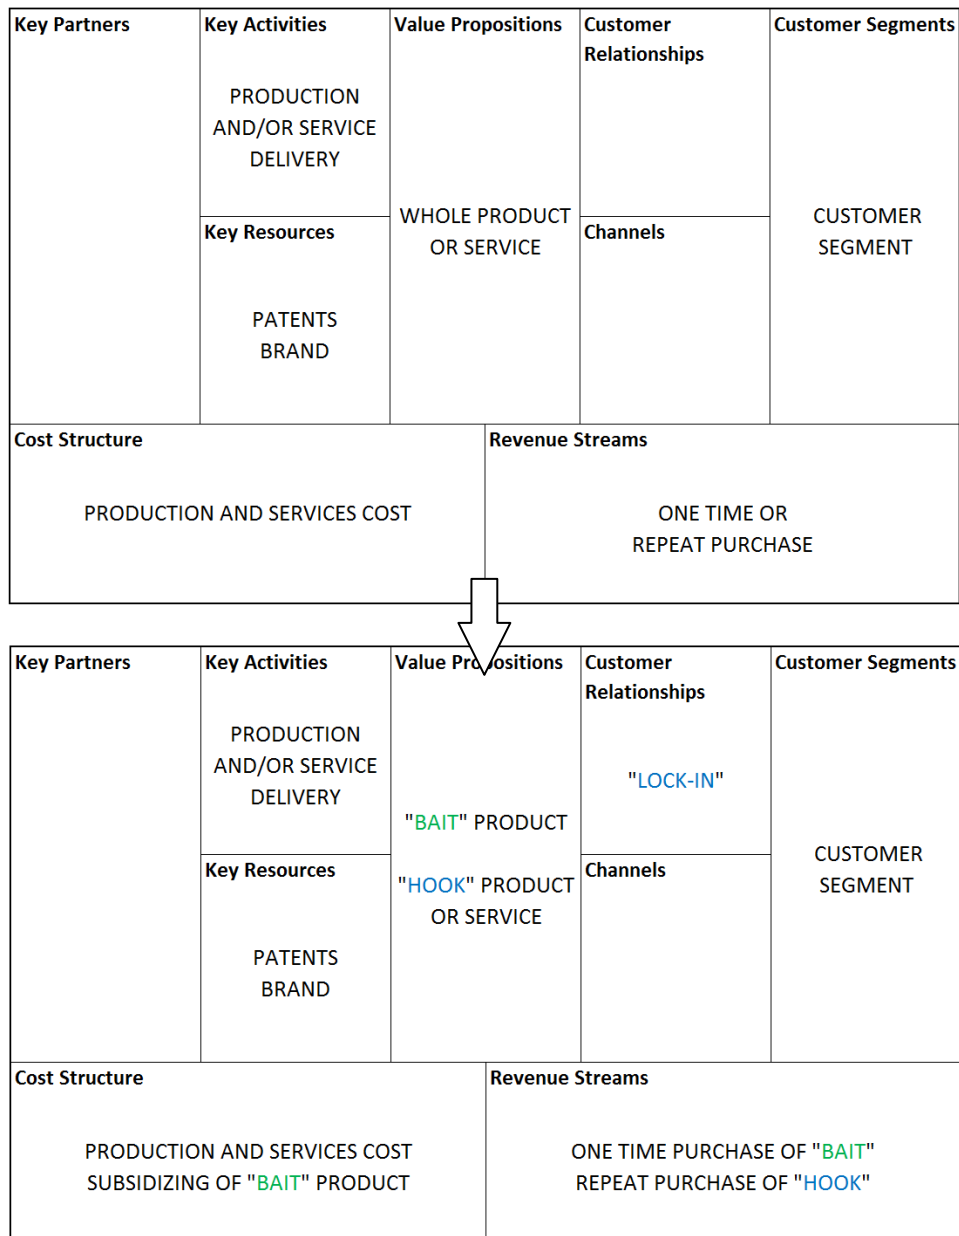 Key Partners
Key Activities
PRODUCTION
AND/OR SERVICE
DELIVERY
Key Resources
PATENTS
BRAND
Value Propositions
WHOLE PRODUCT
OR SERVICE
Customer
Relationships
Channels
Customer Segments
CUSTOMER
SEGMENT
Cost Structure
PRODUCTION AND SERVICES COST
Revenue Streams
ONE TIME OR
REPEAT PURCHASE
Key Partners
Key Activities
PRODUCTION
AND/OR SERVICE
DELIVERY
Key Resources
PATENTS
BRAND
Value Propositions
"BAIT" PRODUCT
"HOOK" PRODUCT
OR SERVICE
Customer
Relationships
"LOCK-IN"
Channels
Customer Segments
CUSTOMER
SEGMENT
Cost Structure
PRODUCTION AND SERVICES COST
SUBSIDIZING OF "BAIT" PRODUCT
Revenue Streams
ONE TIME PURCHASE OF "BAIT"
REPEAT PURCHASE OF "HOOK"